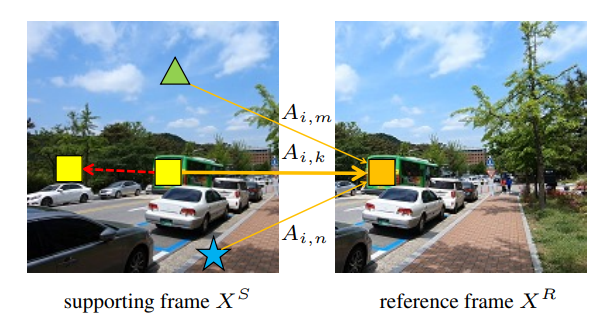 A_{i,m}
A_{i,k}
A_{i,n}
supporting frame X^S
reference frame X^R